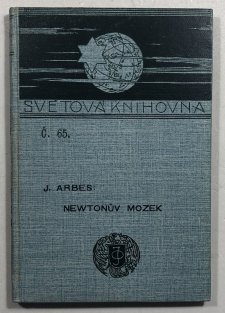 SVĚTOVÁ KNIHOVNA
Č. 65.
J. ARBES:
NEWTONŮV MOZEK